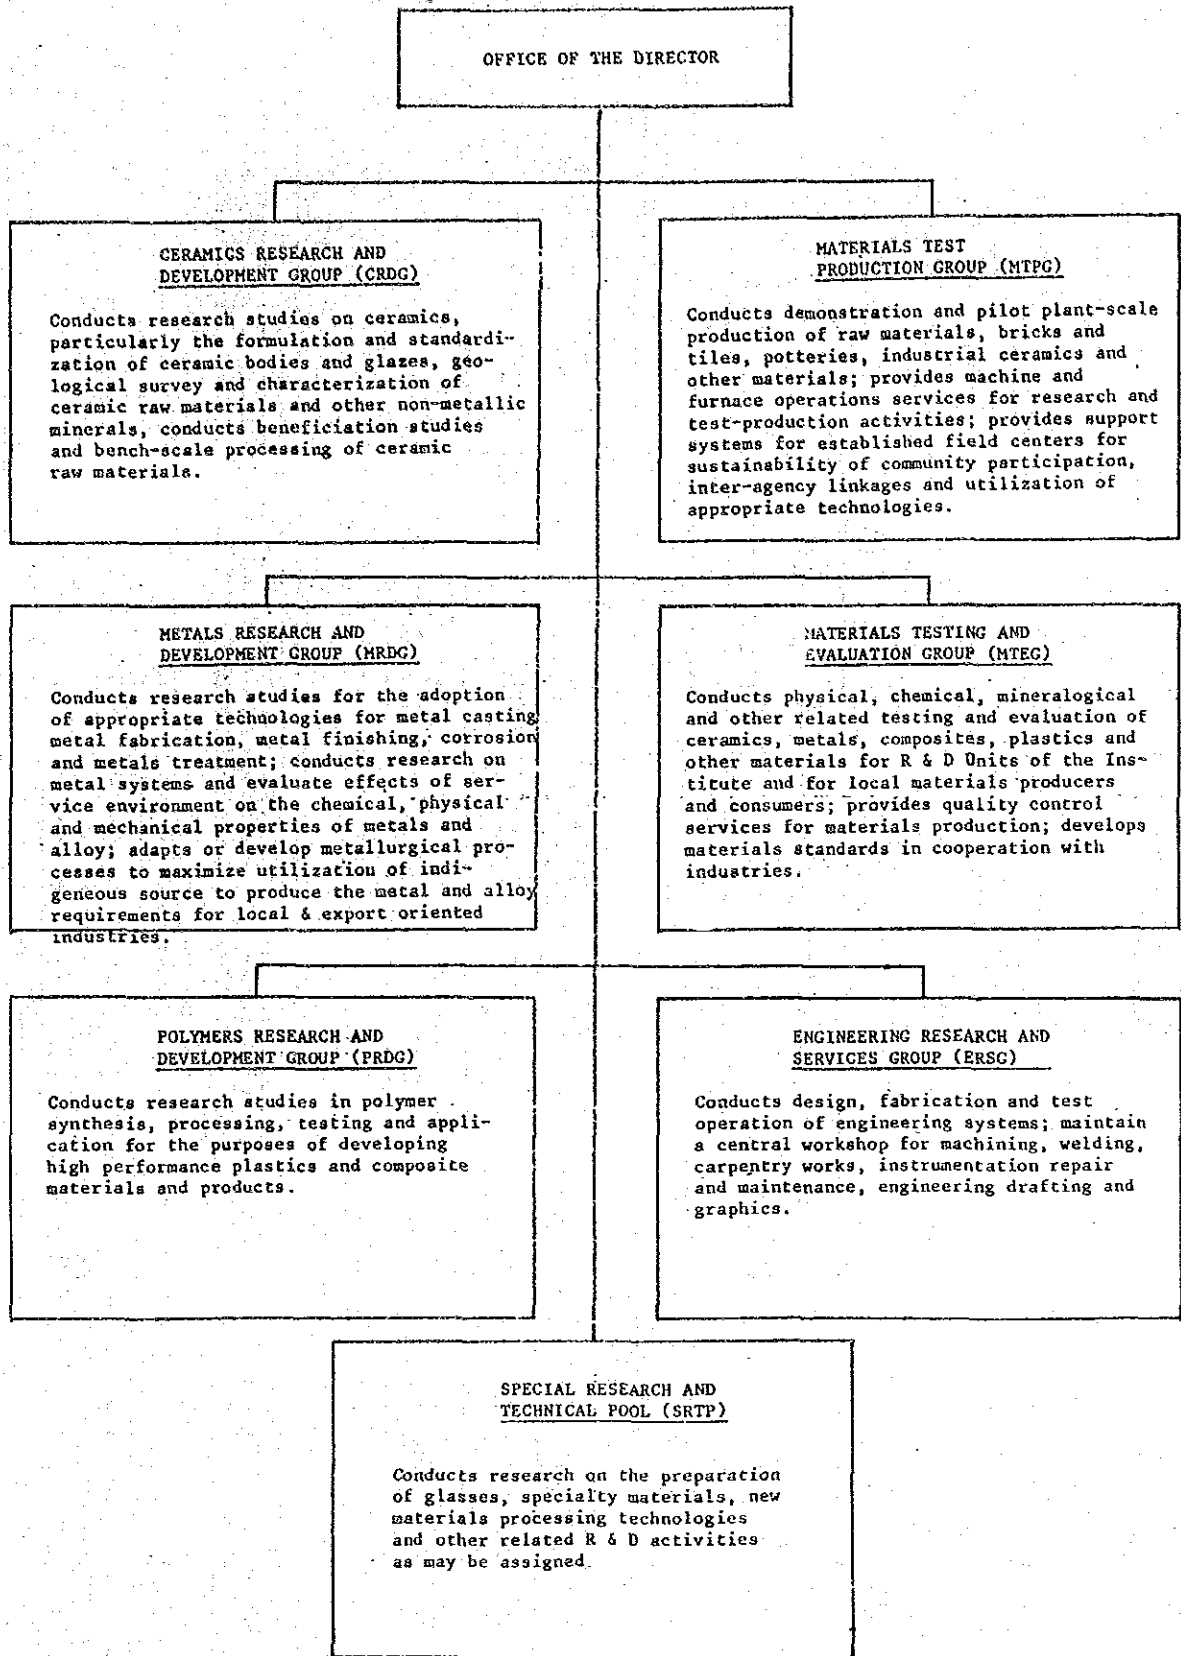 OFFICE OF THE DIRECTOR
CERAMICS RESEARCH AND
DEVELOPMENT GROUP (CRDG)
Conducts research studies on ceramics,
particularly the formulation and standardi-
zation of ceramic bodies and glazes, geo-
logical survey and characterization of
ceramic raw materials and other non-metallic
minerals, conducts beneficiation studies
and bench-scale processing of ceramic
raw materials.
MATERIALS TEST
PRODUCTION GROUP (MTPG)
Conducts demonstration and pilot plant-scale
production of raw materials, bricks and
tiles, potteries, industrial ceramics and
other materials; provides machine and
furnace operations services for research and
test-production activities; provides support
systems for established field centers for
sustainability of community participation,
inter-agency linkages and utilization of
appropriate technologies.
METALS RESEARCH AND
DEVELOPMENT GROUP (MRDG)
Conducts research studies for the adoption
of appropriate technologies for metal casting
metal fabrication, metal finishing, corrosion
and metals treatment; conducts research on
metal systems and evaluate effects of ser-
vice environment on the chemical, physical
and mechanical properties of metals and
alloy; adapts or develop metallurgical pro-
cesses to maximize utilization of indi-
geneous source to produce the metal and alloy
requirements for local & export oriented
industries.
MATERIALS TESTING AND
EVALUATION GROUP (MTEG)
Conducts physical, chemical, mineralogical
and other related testing and evaluation of
ceramics, metals, composites, plastics and
other materials for R & D Units of the Ins-
titute and for local materials producers
and consumers; provides quality control
services for materials production; develops
materials standards in cooperation with
industries.
POLYMERS RESEARCH AND
DEVELOPMENT GROUP (PRDG)
Conducts research studies in polymer
synthesis, processing, testing and appli-
cation for the purposes of developing
high performance plastics and composite
materials and products.
ENGINEERING RESEARCH AND
SERVICES GROUP (ERSG)
Conducts design, fabrication and test
operation of engineering systems; maintain
a central workshop for machining, welding,
carpentry works, instrumentation repair
and maintenance, engineering drafting and
graphics.
SPECIAL RESEARCH AND
TECHNICAL POOL (SRTP)
Conducts research on the preparation
of glasses, specialty materials, new
materials processing technologies
and other related R & D activities
as may be assigned.